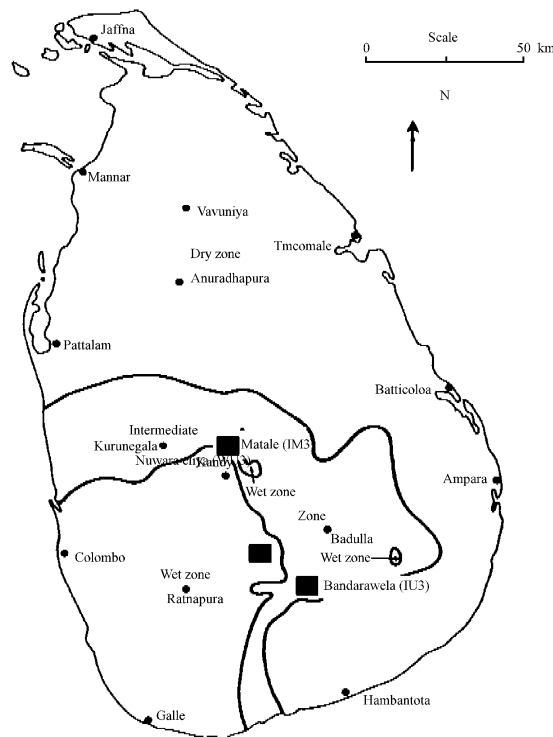 Jaffna
Scale
0 50 km
N
Mannar
Vavuniya
Tmcomale
Dry zone
Anuradhapura
Pattalam
Batticoloa
Intermediate
Kurunegala
Matale (IM3
Kandy
Wet zone
Ampara
Zone
Badulla
Wet zone
Colombo
Wet zone
Ratnapura
Bandarawela (IU3)
Hambantota
Galle